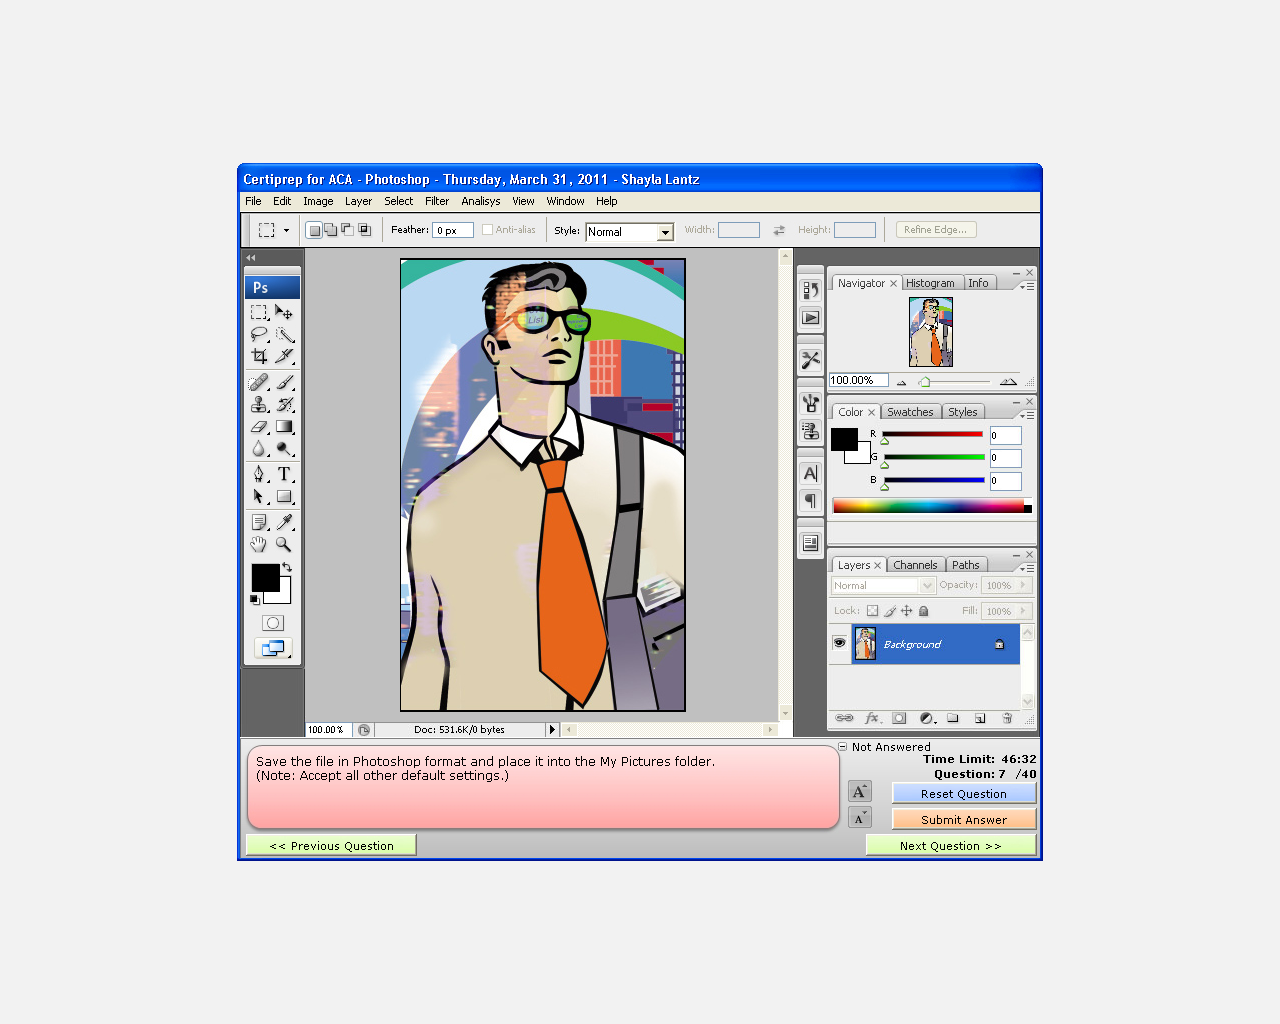 Certiprep for ACA - Photoshop - Thursday, March 31, 2011 - Shayla Lantz
File Edit Image Layer Select Filter Analisys View Window Help
Feather: 0 px Anti-alias Style: Normal Width: Height: Refine Edge...
Ps
Navigator Histogram Info
100.00%
Color Swatches Styles
R 0
G 0
B 0
Layers Channels Paths
Normal Opacity: 100%
Lock: Fill: 100%
Background
List
T
A
fx
100.00% Doc: 531.6K/0 bytes
Save the file in Photoshop format and place it into the My Pictures folder.
(Note: Accept all other default settings.)
Not Answered
Time Limit: 46:32
Question: 7 /40
A Reset Question
A Submit Answer
<< Previous Question Next Question >>